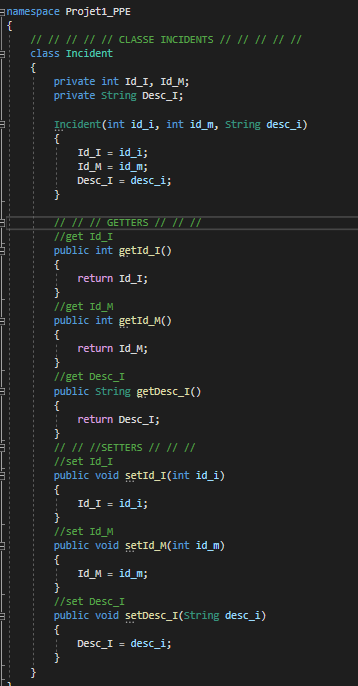 namespace Projet1_PPE
{
// // // // // CLASSE INCIDENTS // // // // //
class Incident
{
private int Id_I, Id_M;
private String Desc_I;
Incident(int id_i, int id_m, String desc_i)
{
Id_I = id_i;
Id_M = id_m;
Desc_I = desc_i;
}
// // // GETTERS // // //
//get Id_I
public int getId_I()
{
return Id_I;
}
//get Id_M
public int getId_M()
{
return Id_M;
}
//get Desc_I
public String getDesc_I()
{
return Desc_I;
}
// // //SETTERS // // //
//set Id_I
public void setId_I(int id_i)
{
Id_I = id_i;
}
//set Id_M
public void setId_M(int id_m)
{
Id_M = id_m;
}
//set Desc_I
public void setDesc_I(String desc_i)
{
Desc_I = desc_i;
}
}
}